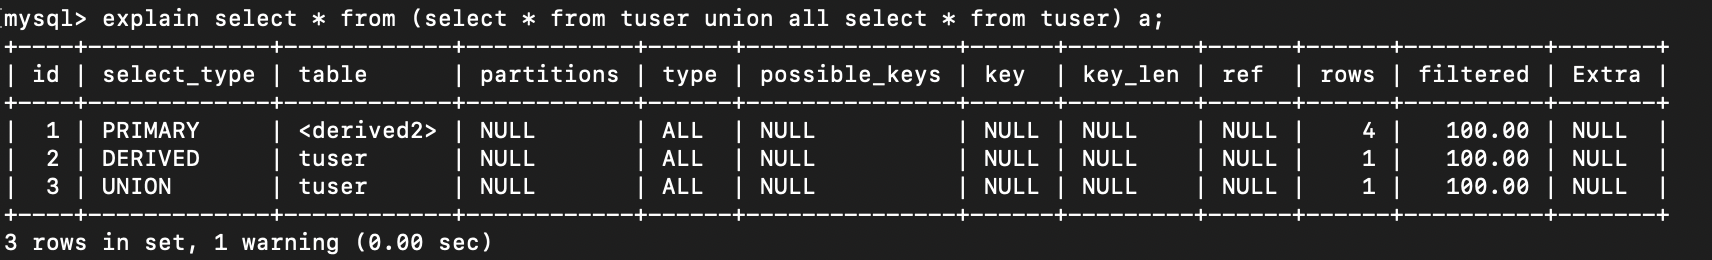 [mysql> explain select * from (select * from tuser union all select * from tuser) a;
+----+-------------+------------+------------+------+---------------+------+---------+------+------+----------+-------+
| id | select_type | table      | partitions | type | possible_keys | key  | key_len | ref  | rows | filtered | Extra |
+----+-------------+------------+------------+------+---------------+------+---------+------+------+----------+-------+
|  1 | PRIMARY     | <derived2> | NULL       | ALL  | NULL          | NULL | NULL    | NULL |    4 |   100.00 | NULL  |
|  2 | DERIVED     | tuser      | NULL       | ALL  | NULL          | NULL | NULL    | NULL |    1 |   100.00 | NULL  |
|  3 | UNION       | tuser      | NULL       | ALL  | NULL          | NULL | NULL    | NULL |    1 |   100.00 | NULL  |
+----+-------------+------------+------------+------+---------------+------+---------+------+------+----------+-------+
3 rows in set, 1 warning (0.00 sec)